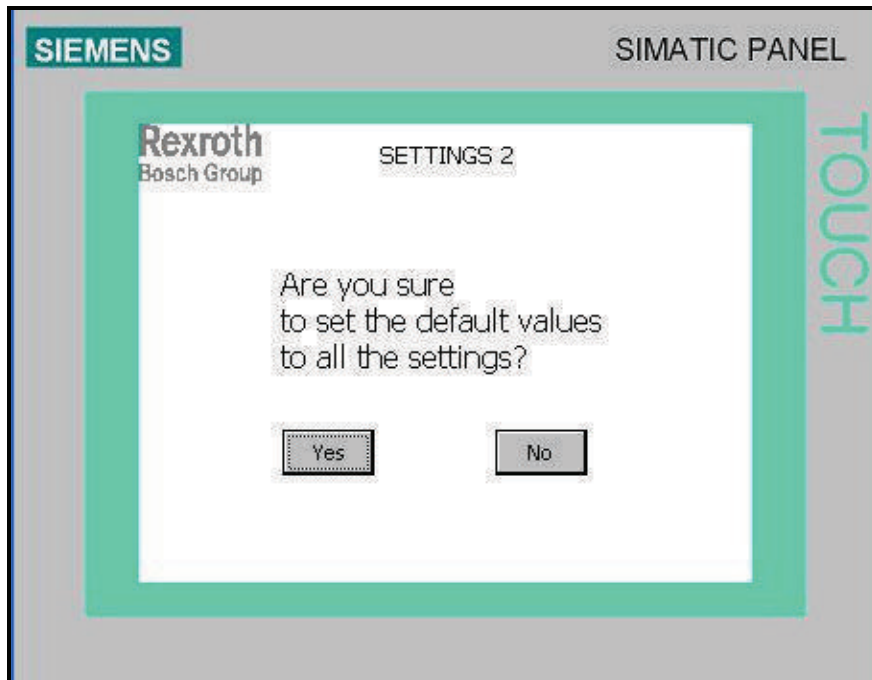 SIEMENS
SIMATIC PANEL
TOUCH
Rexroth
Bosch Group
SETTINGS 2
Are you sure
to set the default values
to all the settings?
Yes
No